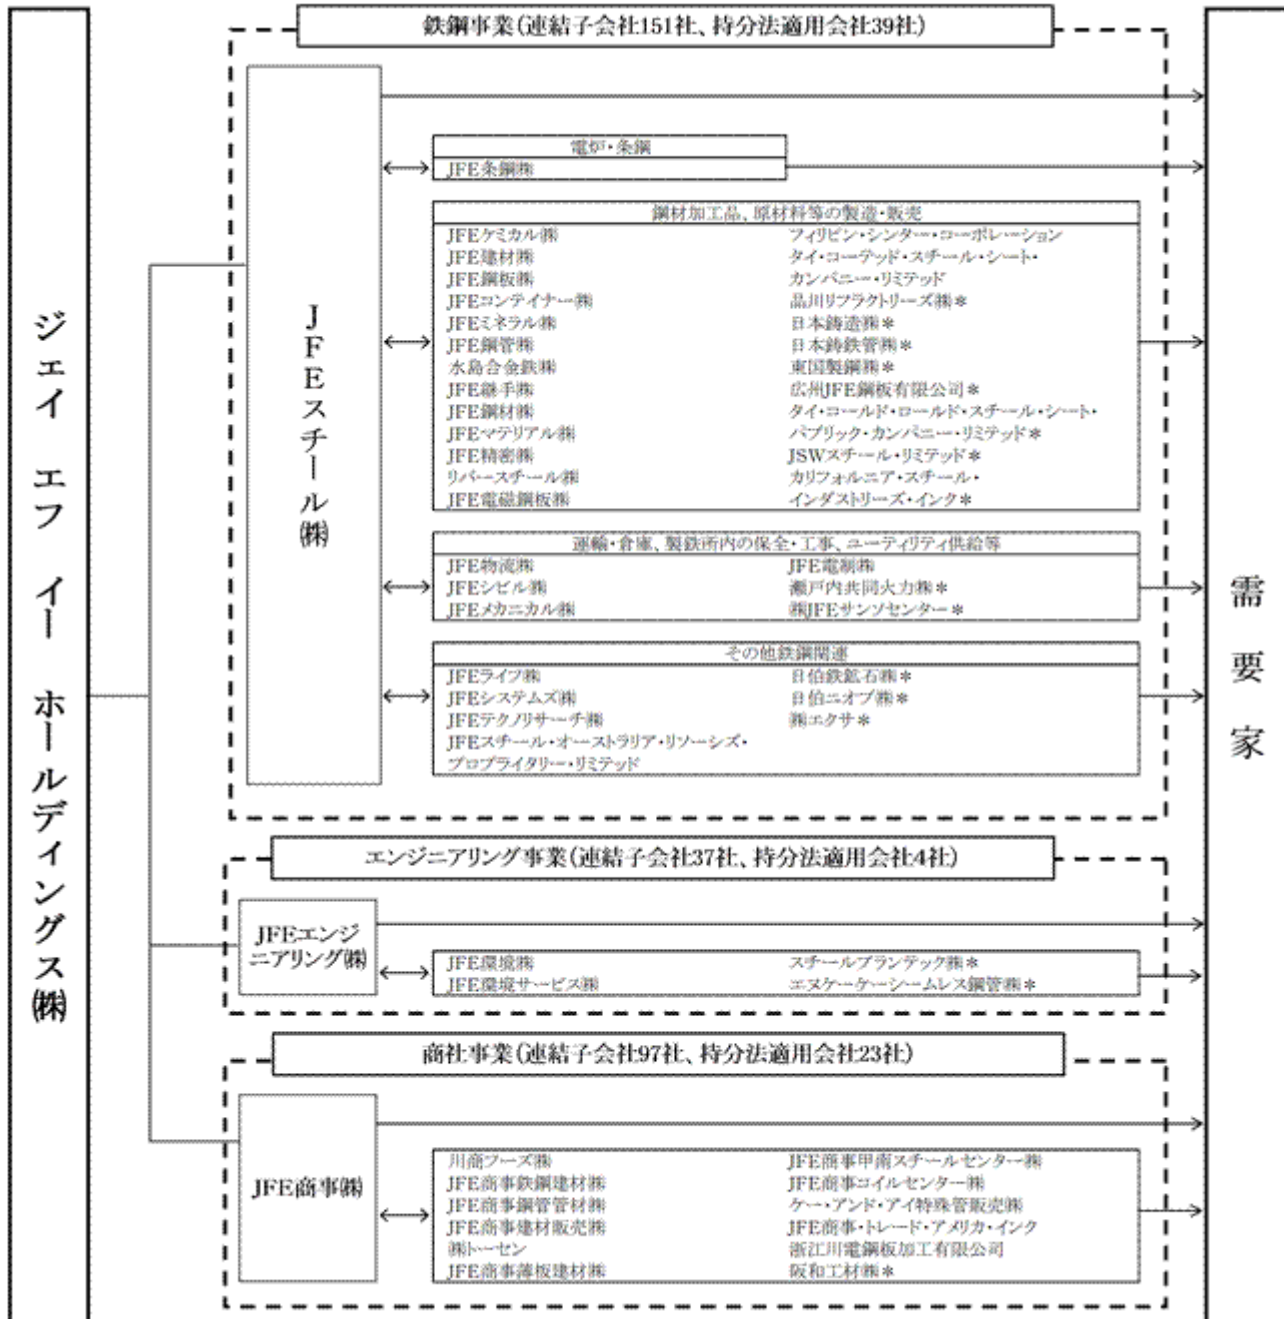 ジェイ エフ イー ホールディングス㈱
鉄鋼事業(連結子会社151社、持分法適用会社39社)
JFEスチール㈱
電炉・条鋼
JFE条鋼㈱
鋼材加工品、原材料等の製造・販売
JFEケミカル㈱
JFE建材㈱
JFE鋼板㈱
JFEコンテイナー㈱
JFEミネラル㈱
JFE鋼管㈱
水島合金鉄㈱
JFE継手㈱
JFE鋼材㈱
JFEマテリアル㈱
JFE精密㈱
リバースチール㈱
JFE電磁鋼板㈱
フィリピン・シンター・コーポレーション
タイ・コーテッド・スチール・シート・
カンパニー・リミテッド
品川リフラクトリーズ㈱＊
日本鋳造㈱＊
日本鋳鉄管㈱＊
東国製鋼㈱＊
広州JFE鋼板有限公司＊
タイ・コールド・ロールド・スチール・シート・
パブリック・カンパニー・リミテッド＊
JSWスチール・リミテッド＊
カリフォルニア・スチール・
インダストリーズ・インク＊
運輸・倉庫、製鉄所内の保全・工事、ユーティリティ供給等
JFE物流㈱
JFEシビル㈱
JFEメカニカル㈱
JFE電制㈱
瀬戸内共同火力㈱＊
㈱JFEサンソセンター＊
その他鉄鋼関連
JFEライフ㈱
JFEシステムズ㈱
JFEテクノリサーチ㈱
JFEスチール・オーストラリア・リソーシズ・
プロプライタリー・リミテッド
日伯鉄鉱石㈱＊
日伯ニオブ㈱＊
㈱エクサ＊
エンジニアリング事業(連結子会社37社、持分法適用会社4社)
JFEエンジ
ニアリング㈱
JFE環境㈱
JFE環境サービス㈱
スチールプランテック㈱＊
エヌケーケーシームレス鋼管㈱＊
商社事業(連結子会社97社、持分法適用会社23社)
JFE商事㈱
川商フーズ㈱
JFE商事鉄鋼建材㈱
JFE商事鋼管管材㈱
JFE商事建材販売㈱
㈱トーセン
JFE商事薄板建材㈱
JFE商事甲南スチールセンター㈱
JFE商事コイルセンター㈱
ケー・アンド・アイ特殊管販売㈱
JFE商事・トレード・アメリカ・インク
浙江川電鋼板加工有限公司
阪和工材㈱＊
需要家